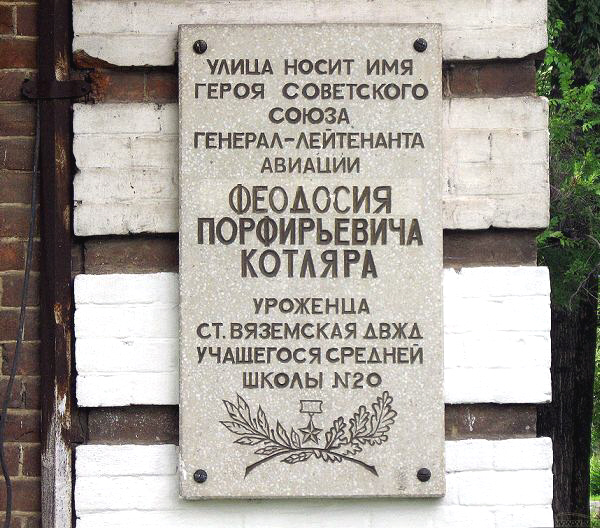 УЛИЦА НОСИТ ИМЯ
ГЕРОЯ СОВЕТСКОГО
СОЮЗА
ГЕНЕРАЛ-ЛЕЙТЕНАНТА
АВИАЦИИ
ФЕОДОСИЯ
ПОРФИРЬЕВИЧА
КОТЛЯРА
УРОЖЕНЦА
СТ. ВЯЗЕМСКАЯ ДВЖД
УЧАЩЕГОСЯ СРЕДНЕЙ
ШКОЛЫ №20